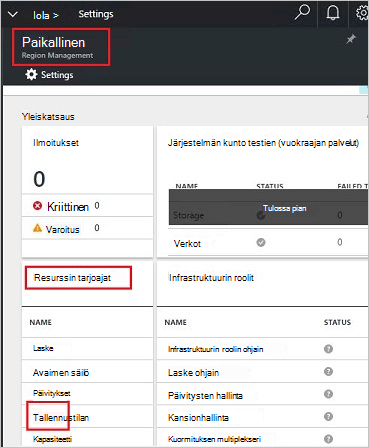 lola > Settings
Paikallinen
Region Management
Settings
Yleiskatsaus
Ilmoitukset
0
Kriittinen 0
Varoitus 0
Järjestelmän kunto testien (vuokraajan palvelut)
NAME STATUS FAILED T
Storage 0
Tulossa pian
Verkot 0
Resurssin tarjoajat
NAME
Laske
Avaimen säilö
Päivitykset
Tallennustilan
Kapasiteetti
Infrastruktuurin roolit
NAME STATUS
Infrastruktuurin roolin ohjain
Laske ohjain
Päivitysten hallinta
Kansionhallinta
Kuormituksen multiplekseri